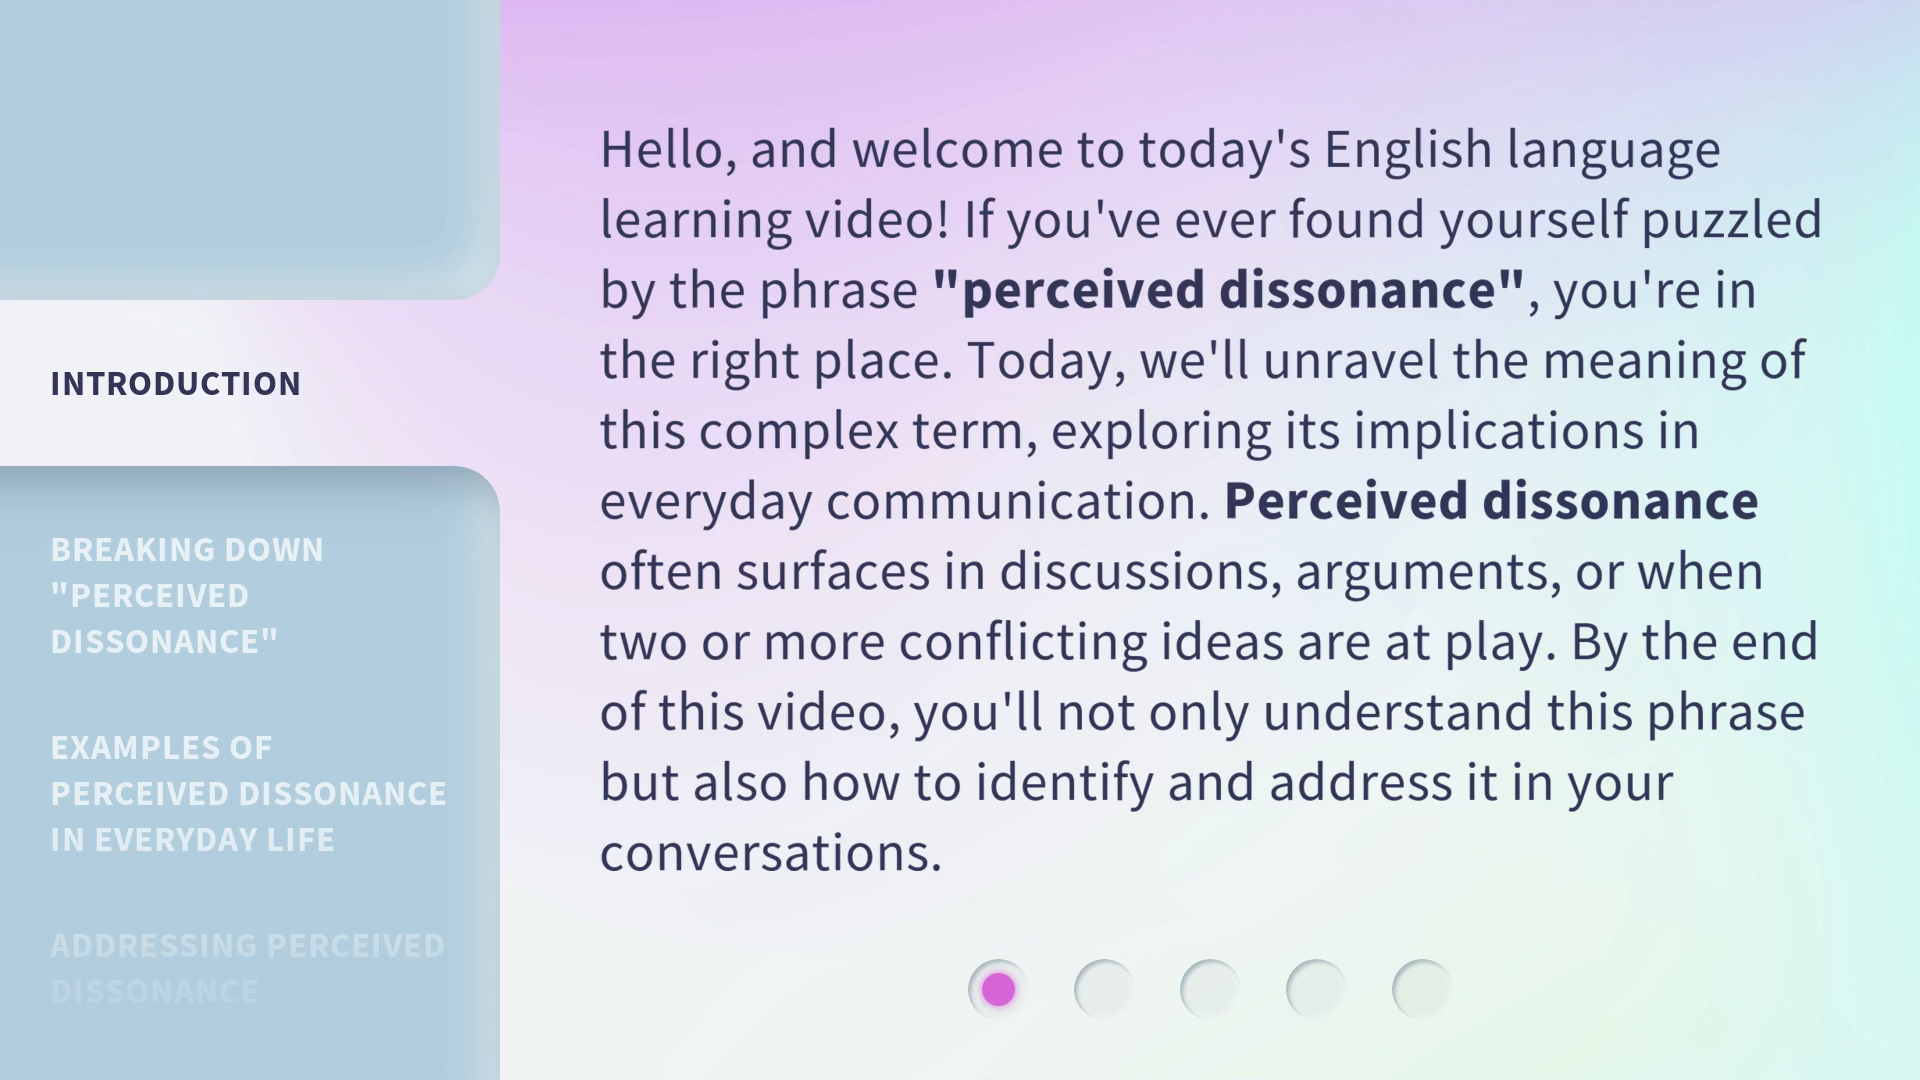 INTRODUCTION
BREAKING DOWN
"PERCEIVED
DISSONANCE"
EXAMPLES OF
PERCEIVED DISSONANCE
IN EVERYDAY LIFE
ADDRESSING PERCEIVED
DISSONANCE
Hello, and welcome to today's English language
learning video! If you've ever found yourself puzzled
by the phrase "perceived dissonance", you're in
the right place. Today, we'll unravel the meaning of
this complex term, exploring its implications in
everyday communication. Perceived dissonance
often surfaces in discussions, arguments, or when
two or more conflicting ideas are at play. By the end
of this video, you'll not only understand this phrase
but also how to identify and address it in your
conversations.